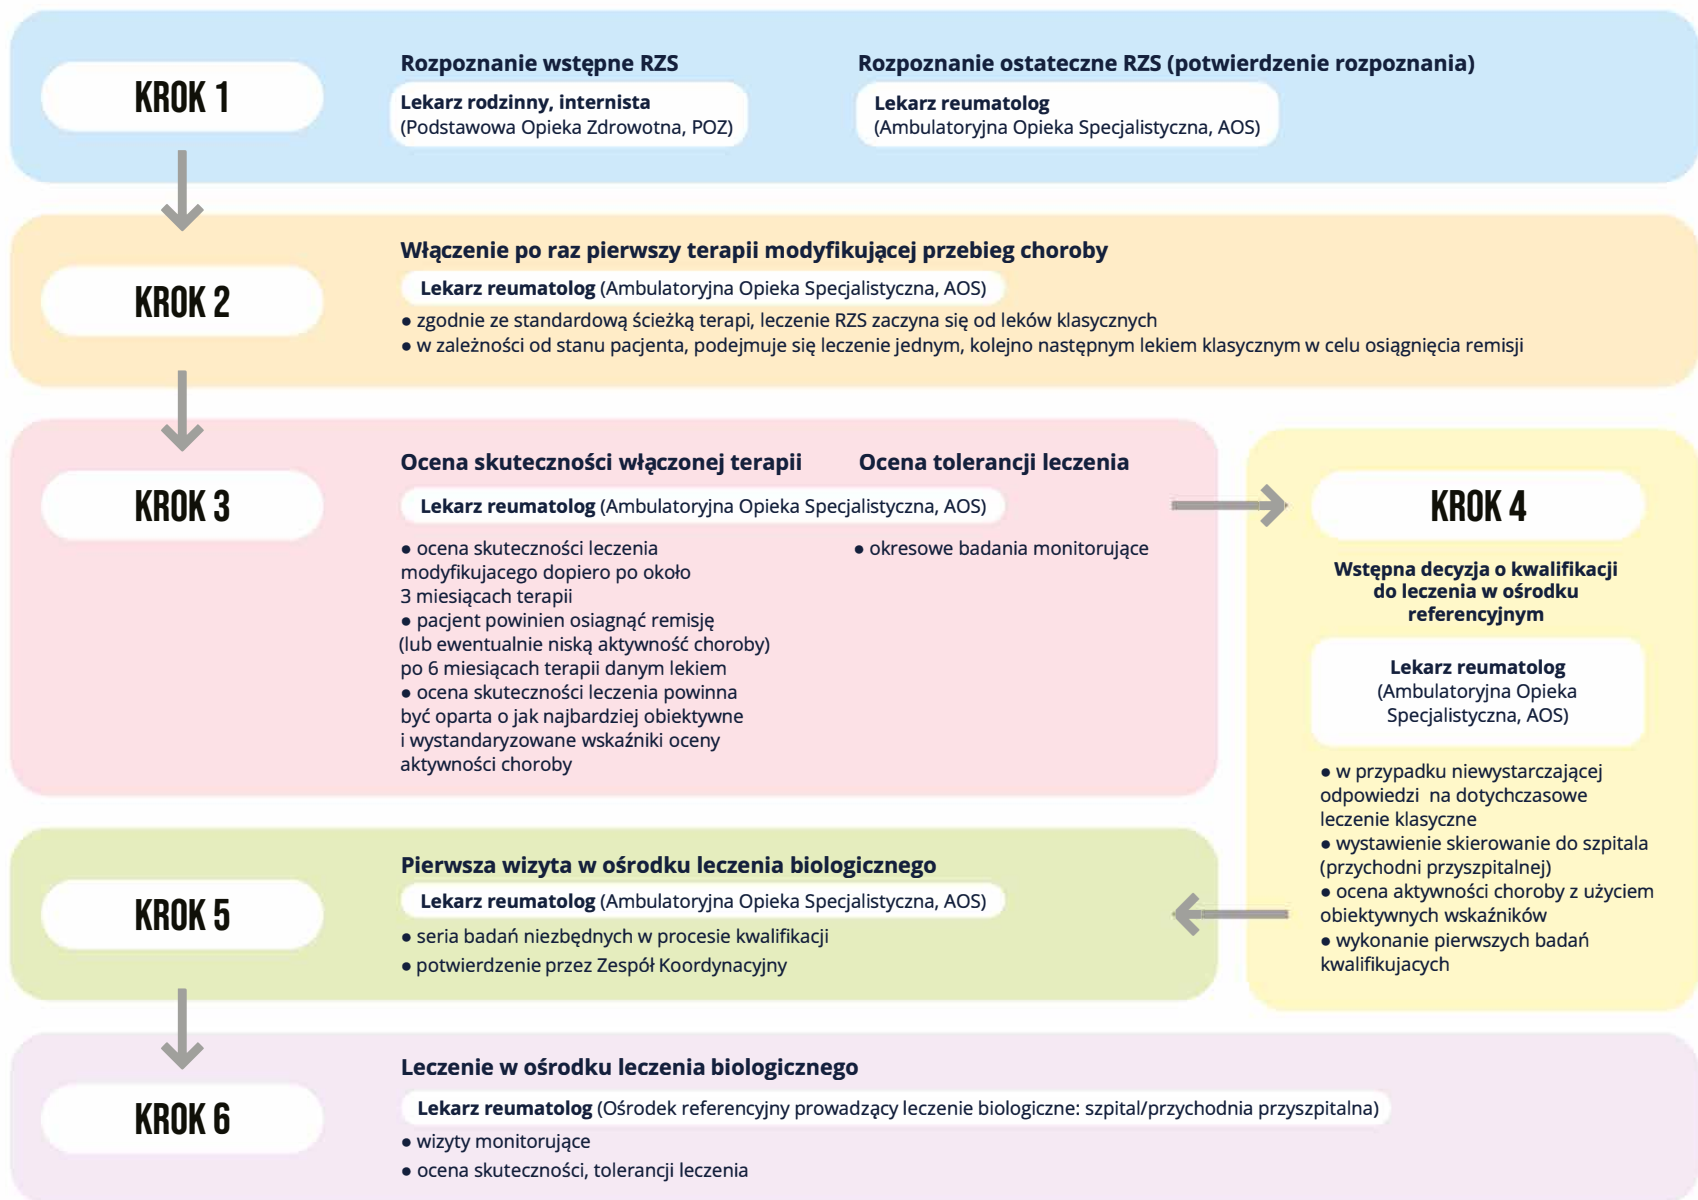 KROK 1
Rozpoznanie wstępne RZS
Lekarz rodzinny, internista
(Podstawowa Opieka Zdrowotna, POZ)
Rozpoznanie ostateczne RZS (potwierdzenie rozpoznania)
Lekarz reumatolog
(Ambulatoryjna Opieka Specjalistyczna, AOS)
KROK 2
Włączenie po raz pierwszy terapii modyfikującej przebieg choroby
Lekarz reumatolog (Ambulatoryjna Opieka Specjalistyczna, AOS)
● zgodnie ze standardową ścieżką terapi, leczenie RZS zaczyna się od leków klasycznych
● w zależności od stanu pacjenta, podejmuje się leczenie jednym, kolejno następnym lekiem klasycznym w celu osiągnięcia remisji
KROK 3
Ocena skuteczności włączonej terapii
Ocena tolerancji leczenia
Lekarz reumatolog (Ambulatoryjna Opieka Specjalistyczna, AOS)
● ocena skuteczności leczenia
modyfikujacego dopiero po około
3 miesiącach terapii
● pacjent powinien osiagnąć remisję
(lub ewentualnie niską aktywność choroby)
po 6 miesiącach terapii danym lekiem
● ocena skuteczności leczenia powinna
być oparta o jak najbardziej obiektywne
i wystandaryzowane wskaźniki oceny
aktywności choroby
● okresowe badania monitorujące
KROK 4
Wstępna decyzja o kwalifikacji
do leczenia w ośrodku
referencyjnym
Lekarz reumatolog
(Ambulatoryjna Opieka
Specjalistyczna, AOS)
● w przypadku niewystarczającej
odpowiedzi na dotychczasowe
leczenie klasyczne
● wystawienie skierowanie do szpitala
(przychodni przyszpitalnej)
● ocena aktywności choroby z użyciem
obiektywnych wskaźników
● wykonanie pierwszych badań
kwalifikujacych
KROK 5
Pierwsza wizyta w ośrodku leczenia biologicznego
Lekarz reumatolog (Ambulatoryjna Opieka Specjalistyczna, AOS)
● seria badań niezbędnych w procesie kwalifikacji
● potwierdzenie przez Zespół Koordynacyjny
KROK 6
Leczenie w ośrodku leczenia biologicznego
Lekarz reumatolog (Ośrodek referencyjny prowadzący leczenie biologiczne: szpital/przychodnia przyszpitalna)
● wizyty monitorujące
● ocena skuteczności, tolerancji leczenia